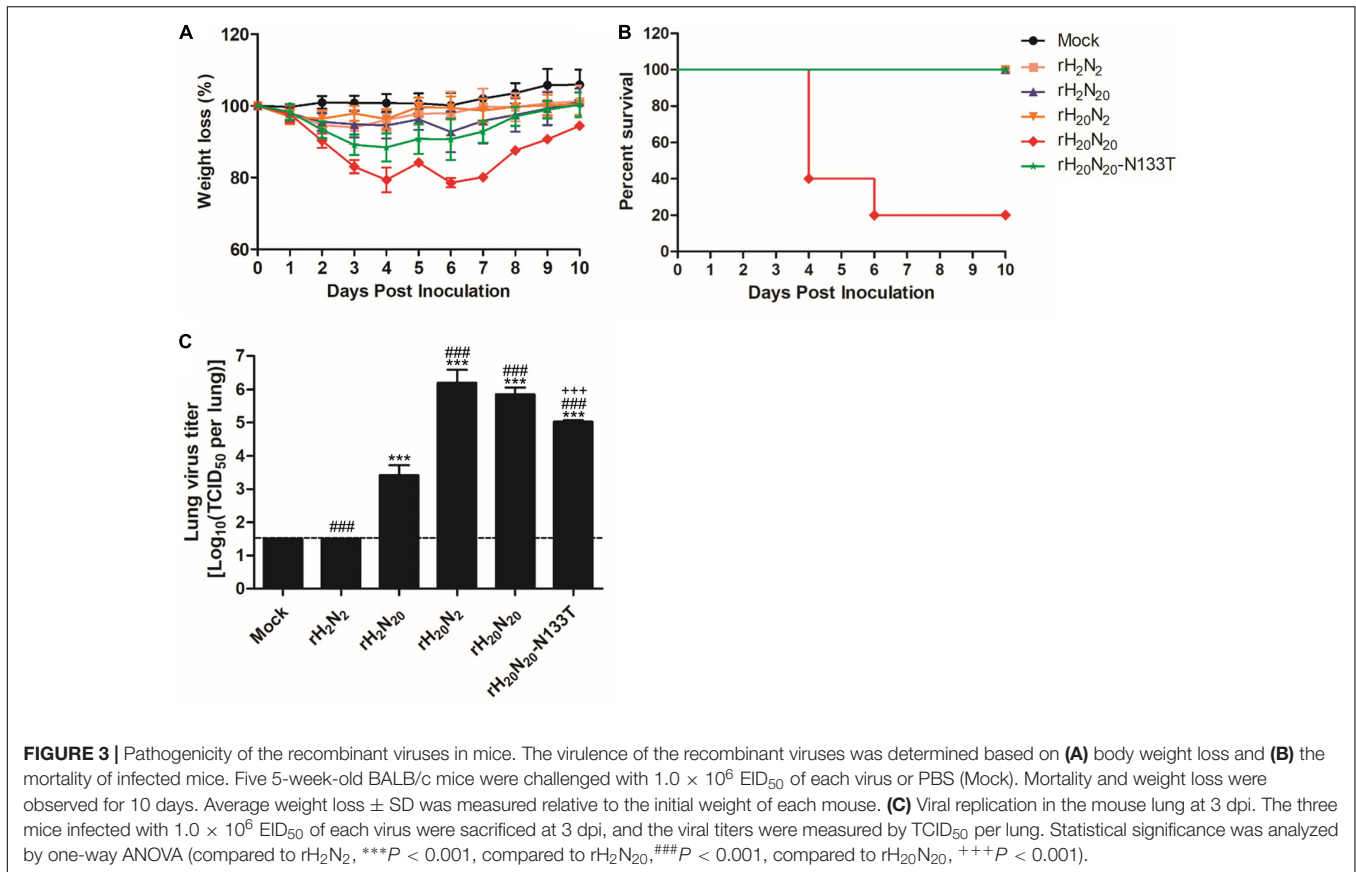 A
120
100
80
60
Weight loss (%)
0 1 2 3 4 5 6 7 8 9 10
Days Post Inoculation
B
120
100
80
60
40
20
0
Percent survival
0 1 2 3 4 5 6 7 8 9 10
Days Post Inoculation
Mock
rH₂N₂
rH₂N₂₀
rH₂₀N₂
rH₂₀N₂₀
rH₂₀N₂₀-N133T
C
7
6
5
4
3
2
1
0
Lung virus titer
[Log₁₀(TCID₅₀ per lung)]
###
***
###
***
###
***
+++
###
***
Mock
rH₂N₂
rH₂N₂₀
rH₂₀N₂
rH₂₀N₂₀
rH₂₀N₂₀-N133T
FIGURE 3 | Pathogenicity of the recombinant viruses in mice. The virulence of the recombinant viruses was determined based on (A) body weight loss and (B) the
mortality of infected mice. Five 5-week-old BALB/c mice were challenged with 1.0 × 10⁶ EID₅₀ of each virus or PBS (Mock). Mortality and weight loss were
observed for 10 days. Average weight loss ± SD was measured relative to the initial weight of each mouse. (C) Viral replication in the mouse lung at 3 dpi. The three
mice infected with 1.0 × 10⁶ EID₅₀ of each virus were sacrificed at 3 dpi, and the viral titers were measured by TCID₅₀ per lung. Statistical significance was analyzed
by one-way ANOVA (compared to rH₂N₂, ***P < 0.001, compared to rH₂N₂₀,###P < 0.001, compared to rH₂₀N₂₀, +++P < 0.001).